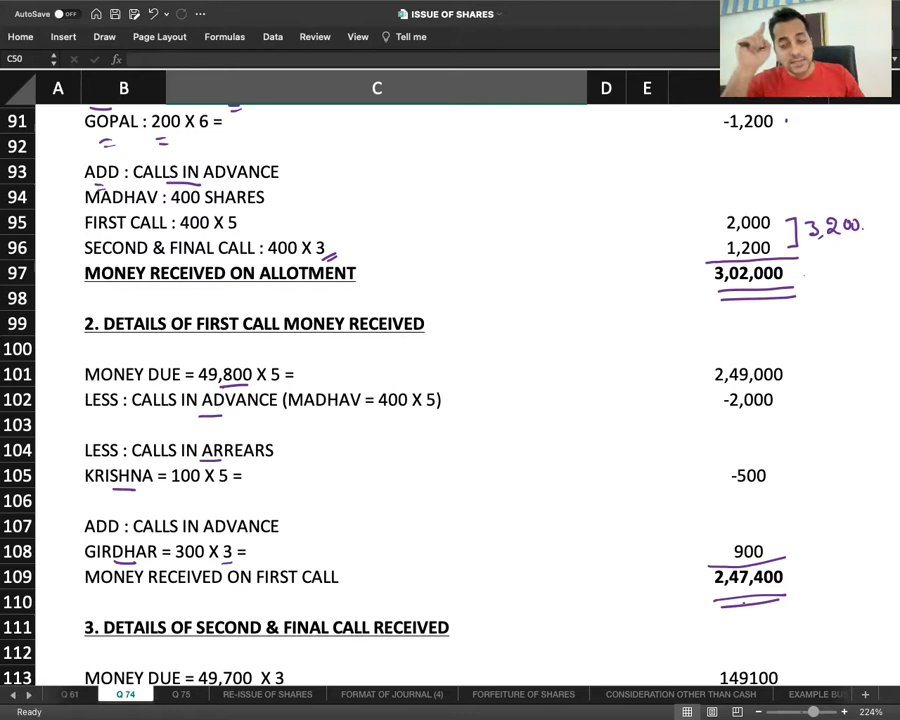 AutoSave OFF ISSUE OF SHARES
Home Insert Draw Page Layout Formulas Data Review View Tell me
C50 fx
A B C D E
91 GOPAL : 200 X 6 = -1,200
92
93 ADD : CALLS IN ADVANCE
94 MADHAV : 400 SHARES
95 FIRST CALL : 400 X 5 2,000
3,200.
96 SECOND & FINAL CALL : 400 X 3 1,200
97 MONEY RECEIVED ON ALLOTMENT 3,02,000
98
99 2. DETAILS OF FIRST CALL MONEY RECEIVED
100
101 MONEY DUE = 49,800 X 5 = 2,49,000
102 LESS : CALLS IN ADVANCE (MADHAV = 400 X 5) -2,000
103
104 LESS : CALLS IN ARREARS
105 KRISHNA = 100 X 5 = -500
106
107 ADD : CALLS IN ADVANCE
108 GIRDHAR = 300 X 3 = 900
109 MONEY RECEIVED ON FIRST CALL 2,47,400
110
111 3. DETAILS OF SECOND & FINAL CALL RECEIVED
112
113 MONEY DUE = 49,700 X 3 149100
Q 61 Q 74 Q 75 RE-ISSUE OF SHARES FORMAT OF JOURNAL (4) FORFEITURE OF SHARES CONSIDERATION OTHER THAN CASH EXAMPLE BU
Ready 224%